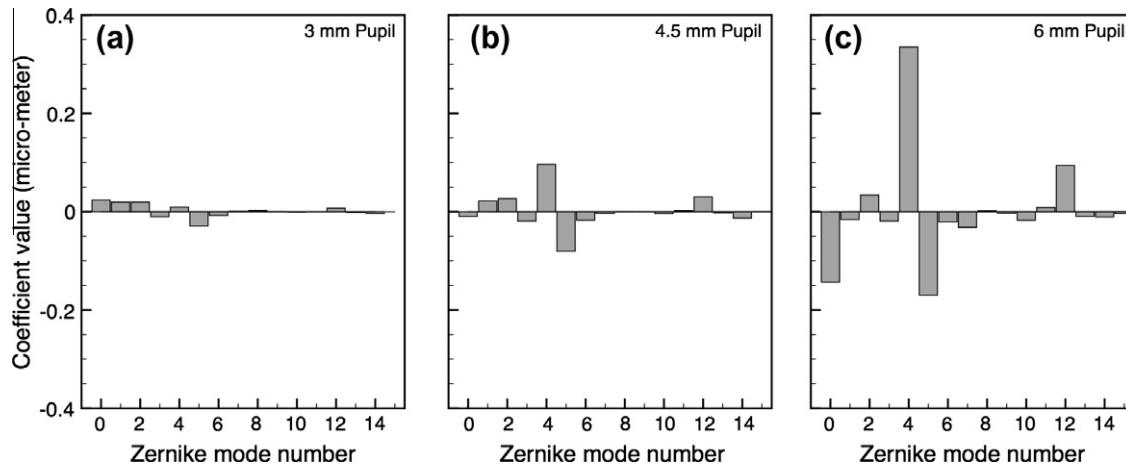 (a)
3 mm Pupil
(b)
4.5 mm Pupil
(c)
6 mm Pupil
Coefficient value (micro-meter)
0.4
0.2
0
-0.2
-0.4
0 2 4 6 8 10 12 14
0 2 4 6 8 10 12 14
0 2 4 6 8 10 12 14
Zernike mode number
Zernike mode number
Zernike mode number